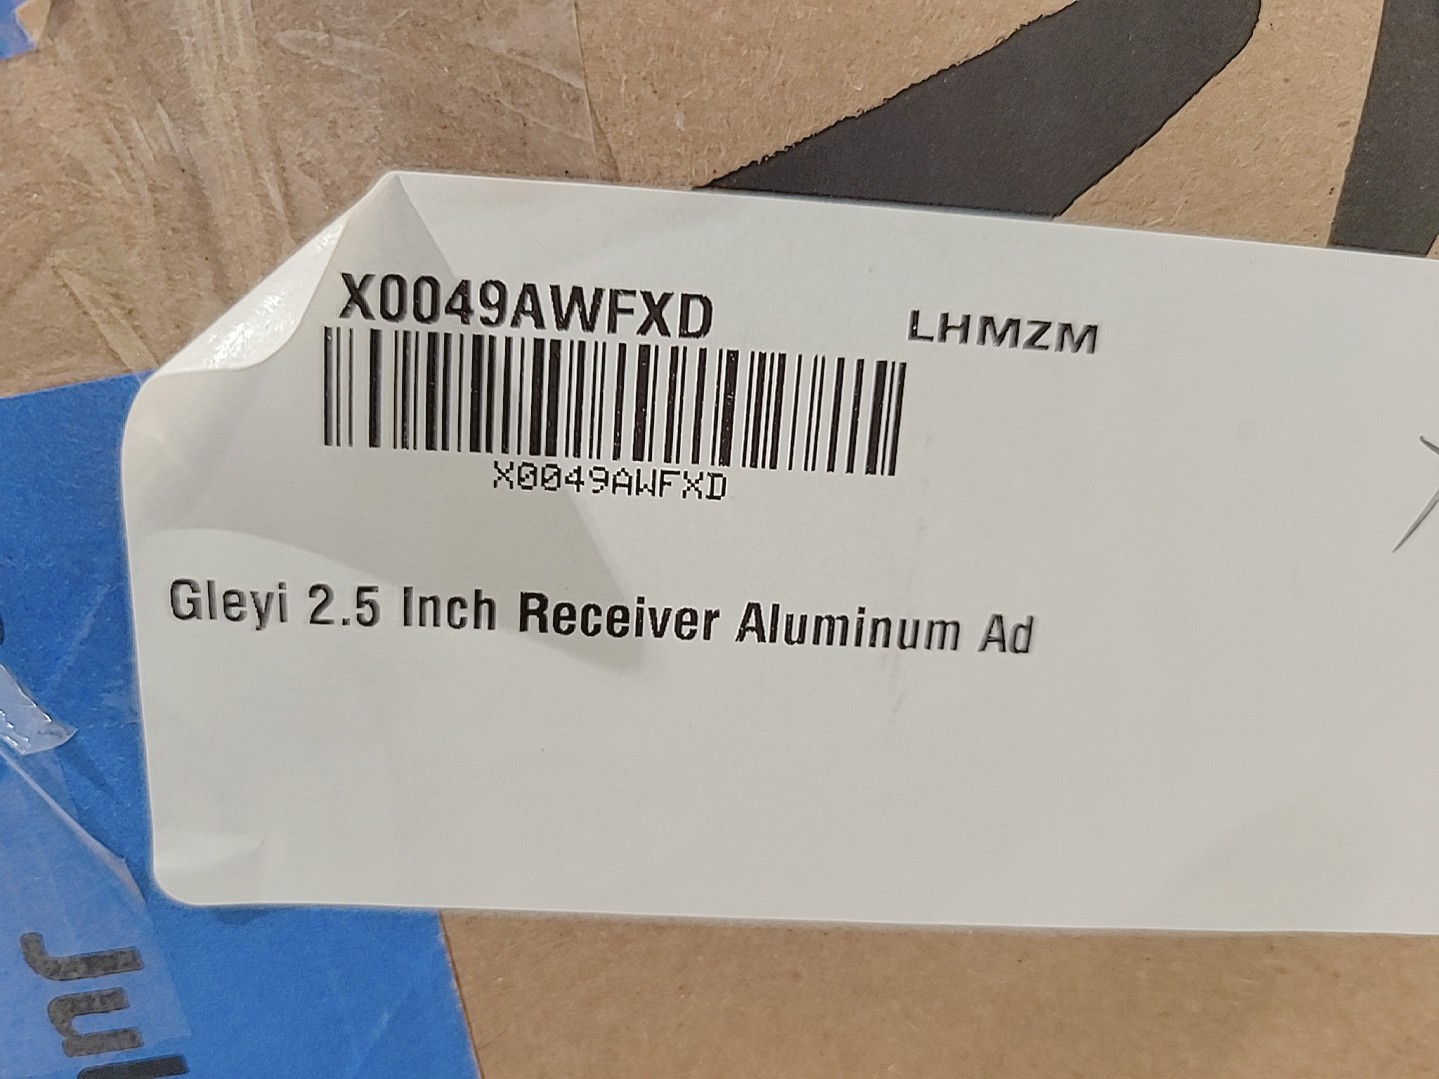 X0049AWFXD
LHMZM
X0049AWFXD
Gleyi 2.5 Inch Receiver Aluminum Ad